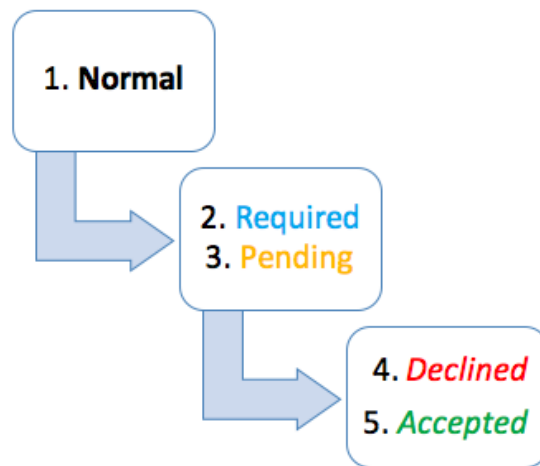 1. Normal
2. Required
3. Pending
4. Declined
5. Accepted